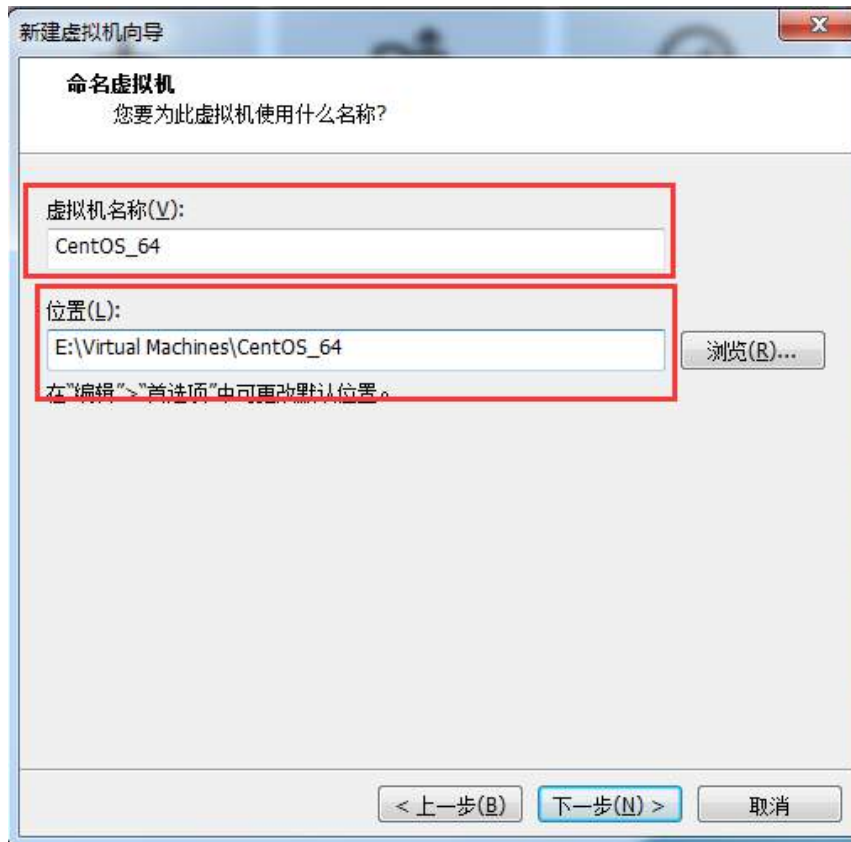 新建虚拟机向导
命名虚拟机
您要为此虚拟机使用什么名称?
虚拟机名称(V):
CentOS_64
位置(L):
E:\Virtual Machines\CentOS_64
浏览(R)...
在"编辑">"首选项"中可更改默认位置。
< 上一步(B)
下一步(N) >
取消